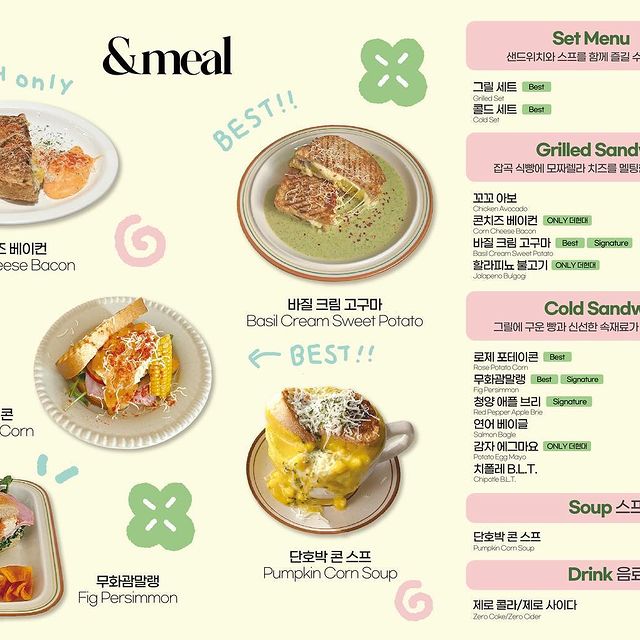 &meal
only
BEST!!
즈 베이컨
eese Bacon
바질 크림 고구마
Basil Cream Sweet Potato
BEST!!
콘
Corn
단호박 콘 스프
Pumpkin Corn Soup
무화괌말랭
Fig Persimmon
Set Menu
샌드위치와 스프를 함께 즐길 수
그릴 세트 Best
Grilled Set
콜드 세트 Best
Cold Set
Grilled Sandw
잡곡 식빵에 모짜렐라 치즈를 멜팅
꼬꼬 아보
Chicken Avocado
콘치즈 베이컨 ONLY 더현대
Corn Cheese Bacon
바질 크림 고구마 Best Signature
Basil Cream Sweet Potato
할라피뇨 불고기 ONLY 더현대
Jalapeno Bulgogi
Cold Sandw
그릴에 구운 빵과 신선한 속재료가
로제 포테이콘 Best
Rose Potato Corn
무화괌말랭 Best Signature
Fig Persimmon
청양 애플 브리 Signature
Red Pepper Apple Brie
연어 베이글
Salmon Bagle
감자 에그마요 ONLY 더현대
Potato Egg Mayo
치폴레 B.L.T.
Chipotle B.L.T.
Soup 스프
단호박 콘 스프
Pumpkin Corn Soup
Drink 음료
제로 콜라/제로 사이다
Zero Coke/Zero Cider